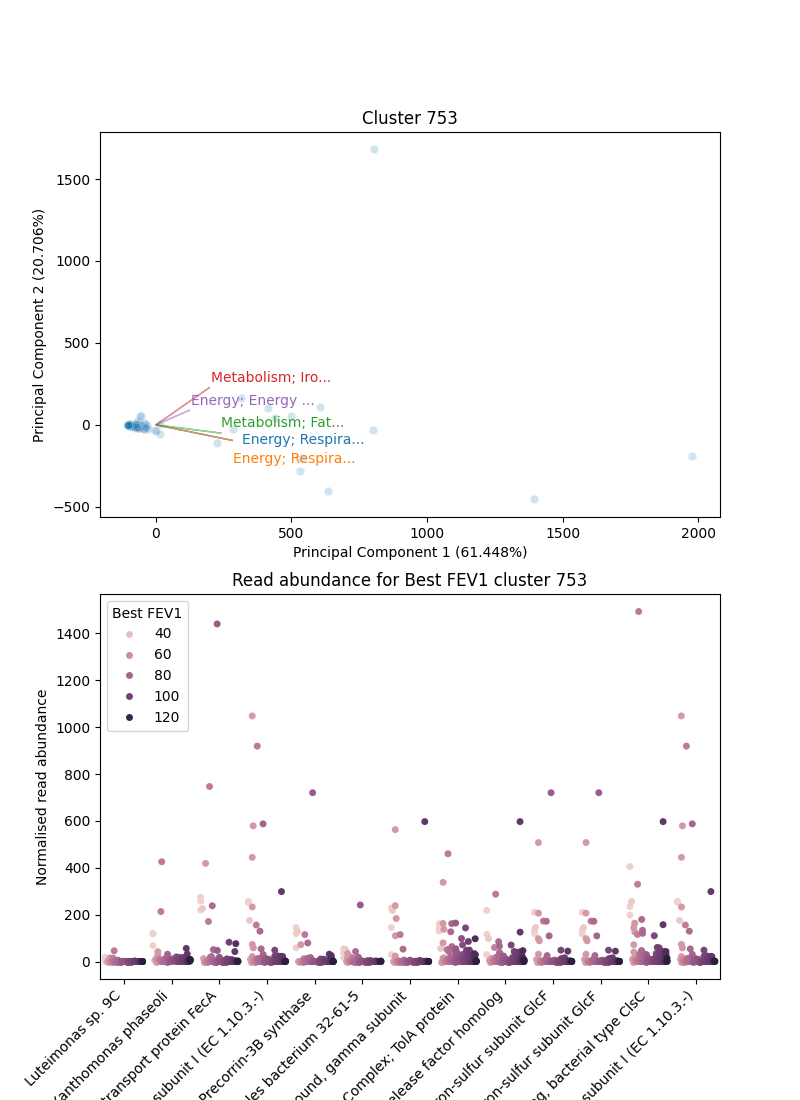 Cluster 753
Principal Component 2 (20.706%)
1500
1000
500
0
−500
Metabolism; Iro...
Energy; Energy ...
Metabolism; Fat...
Energy; Respira...
Energy; Respira...
0
500
1000
1500
2000
Principal Component 1 (61.448%)
Read abundance for Best FEV1 cluster 753
Normalised read abundance
1400
1200
1000
800
600
400
200
0
Best FEV1
40
60
80
100
120
Luteimonas sp. 9C
Xanthomonas phaseoli
transport protein FecA
subunit I (EC 1.10.3.-)
Precorrin-3B synthase
les bacterium 32-61-5
ound, gamma subunit
Complex; TolA protein
elease factor homolog
ron-sulfur subunit GlcF
ron-sulfur subunit GlcF
g, bacterial type ClsC
subunit I (EC 1.10.3.-)